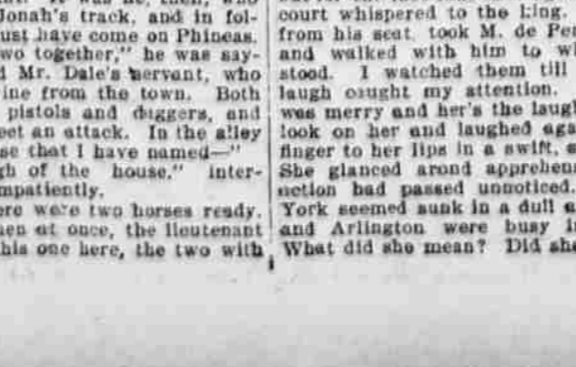 Jonah's track, and in fol-
ust have come on Phineas.
wo together," he was say-
d Mr. Dale's servant, who
ine from the town. Both
pistols and daggers, and
eet an attack. In the alley
se that I have named—"
gh of the house," inter-
mpatiently.
ere were two horses ready.
en at once, the lieutenant
his one here, the two with
court whispered to the king.
from his seat, took M. de Per
and walked with him to w
stood. I watched them till
laugh caught my attention.
was merry and her's the laugh
look on her and laughed aga
finger to her lips in a swift, a
She glanced arond apprehens
action had passed unnoticed.
York seemed sunk in a dull a
and Arlington were busy i
What did she mean? Did she